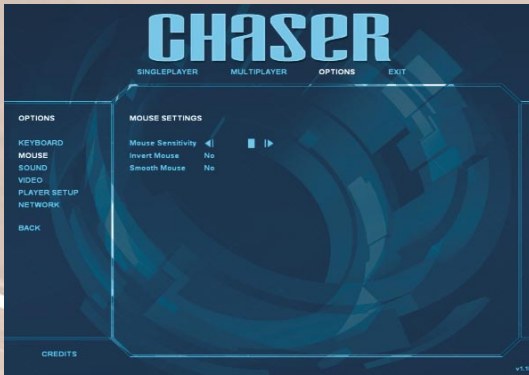 CHASER
SINGLEPLAYER MULTIPLAYER OPTIONS EXIT
OPTIONS
KEYBOARD
MOUSE
SOUND
VIDEO
PLAYER SETUP
NETWORK
BACK
MOUSE SETTINGS
Mouse Sensitivity
Invert Mouse No
Smooth Mouse No
CREDITS